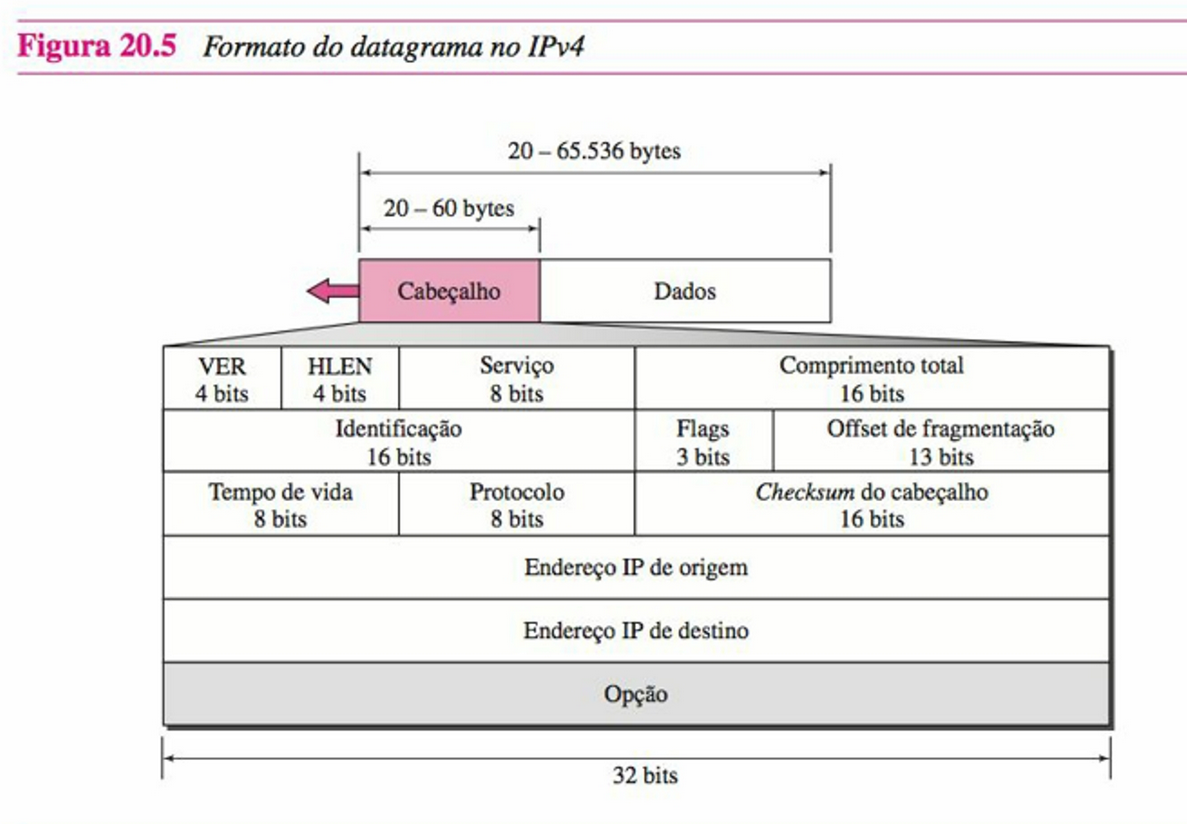 Figura 20.5 Formato do datagrama no IPv4
20 – 65.536 bytes
20 – 60 bytes
Cabeçalho
Dados
VER
4 bits
HLEN
4 bits
Serviço
8 bits
Comprimento total
16 bits
Identificação
16 bits
Flags
3 bits
Offset de fragmentação
13 bits
Tempo de vida
8 bits
Protocolo
8 bits
Checksum do cabeçalho
16 bits
Endereço IP de origem
Endereço IP de destino
Opção
32 bits